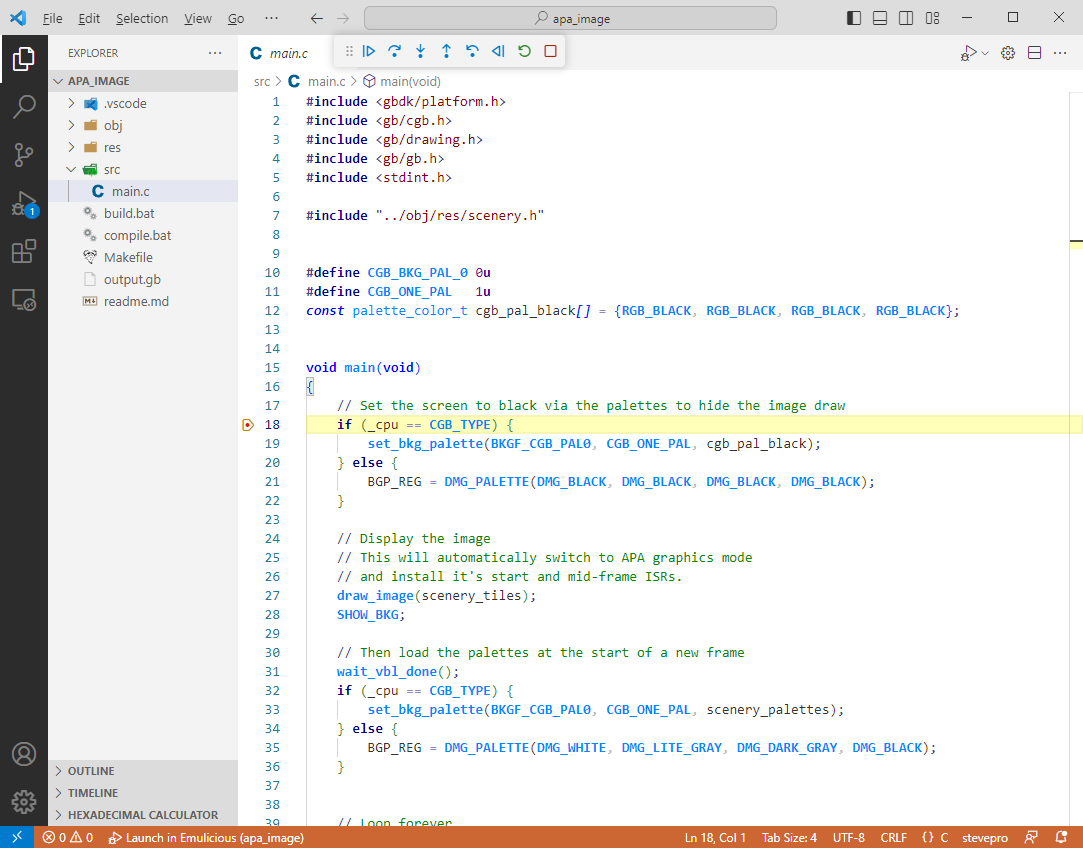 File Edit Selection View Go ··· apa_image
EXPLORER ···
APA_IMAGE
.vscode
obj
res
src
C main.c
build.bat
compile.bat
Makefile
output.gb
M readme.md
1
OUTLINE
TIMELINE
HEXADECIMAL CALCULATOR
C main.c
src > C main.c > main(void)
1 #include <gbdk/platform.h>
2 #include <gb/cgb.h>
3 #include <gb/drawing.h>
4 #include <gb/gb.h>
5 #include <stdint.h>
6
7 #include "../obj/res/scenery.h"
8
9
10 #define CGB_BKG_PAL_0 0u
11 #define CGB_ONE_PAL   1u
12 const palette_color_t cgb_pal_black[] = {RGB_BLACK, RGB_BLACK, RGB_BLACK, RGB_BLACK};
13
14
15 void main(void)
16 {
17     // Set the screen to black via the palettes to hide the image draw
18     if (_cpu == CGB_TYPE) {
19         set_bkg_palette(BKGF_CGB_PAL0, CGB_ONE_PAL, cgb_pal_black);
20     } else {
21         BGP_REG = DMG_PALETTE(DMG_BLACK, DMG_BLACK, DMG_BLACK, DMG_BLACK);
22     }
23
24     // Display the image
25     // This will automatically switch to APA graphics mode
26     // and install it's start and mid-frame ISRs.
27     draw_image(scenery_tiles);
28     SHOW_BKG;
29
30     // Then load the palettes at the start of a new frame
31     wait_vbl_done();
32     if (_cpu == CGB_TYPE) {
33         set_bkg_palette(BKGF_CGB_PAL0, CGB_ONE_PAL, scenery_palettes);
34     } else {
35         BGP_REG = DMG_PALETTE(DMG_WHITE, DMG_LITE_GRAY, DMG_DARK_GRAY, DMG_BLACK);
36     }
37
38
39     // Loop forever
0 0 Launch in Emulicious (apa_image) Ln 18, Col 1 Tab Size: 4 UTF-8 CRLF {} C stevepro